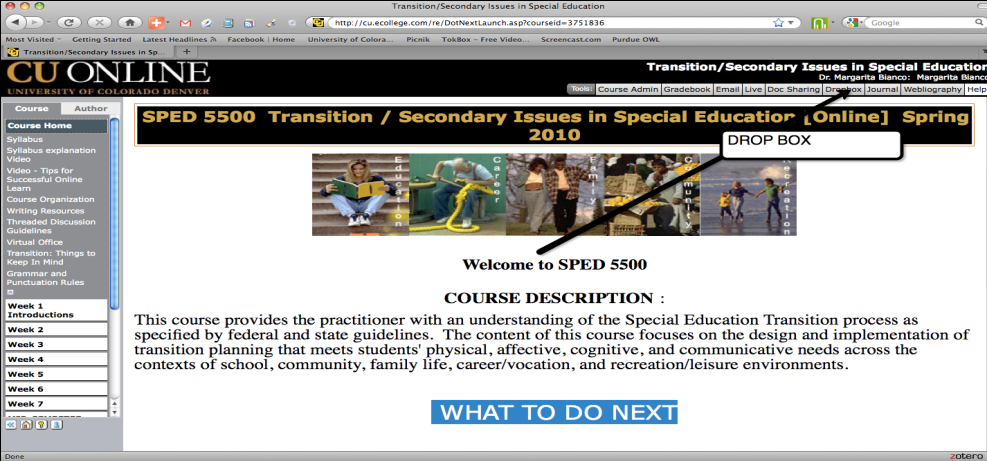 Transition/Secondary Issues in Special Education
http://cu.ecollege.com/re/DotNextLaunch.asp?courseid=3751836
Google
Most Visited Getting Started Latest Headlines Facebook | Home University of Colora... Picnik TokBox - Free Video... Screencast.com Purdue OWL
Transition/Secondary Issues in Sp...
CU ONLINE
UNIVERSITY OF COLORADO DENVER
Transition/Secondary Issues in Special Education
Dr. Margarita Bianco: Margarita Bianco
Tools: Course Admin Gradebook Email Live Doc Sharing Dropbox Journal Webliography Help
Course Author
Course Home
Syllabus
Syllabus explanation
Video
Video - Tips for
Successful Online
Learn
Course Organization
Writing Resources
Threaded Discussion
Guidelines
Virtual Office
Transition: Things to
Keep In Mind
Grammar and
Punctuation Rules
Week 1
Introductions
Week 2
Week 3
Week 4
Week 5
Week 6
Week 7
SPED 5500 Transition / Secondary Issues in Special Education [Online] Spring
2010
DROP BOX
Education
Career
Family
Community
Recreation
Welcome to SPED 5500
COURSE DESCRIPTION :
This course provides the practitioner with an understanding of the Special Education Transition process as
specified by federal and state guidelines. The content of this course focuses on the design and implementation of
transition planning that meets students' physical, affective, cognitive, and communicative needs across the
contexts of school, community, family life, career/vocation, and recreation/leisure environments.
WHAT TO DO NEXT
Done
zotero